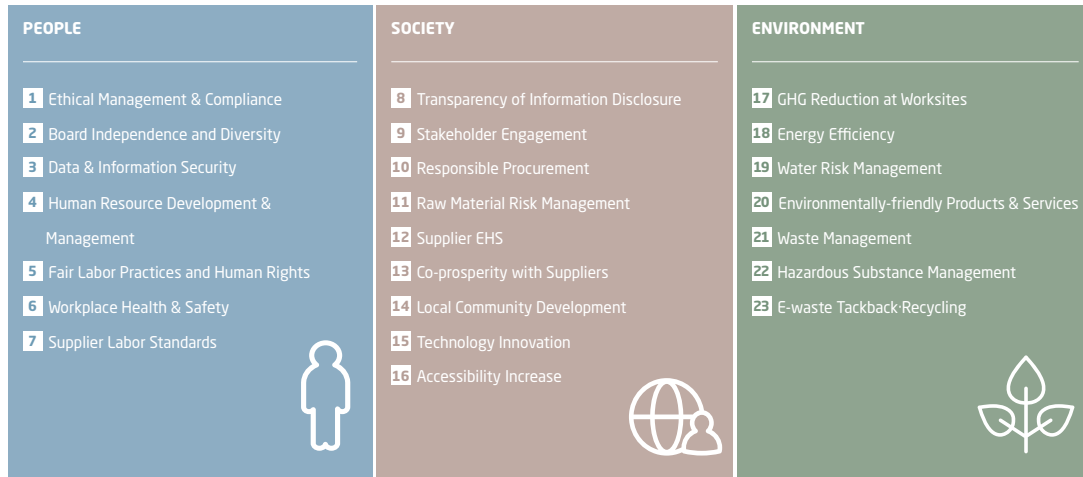 PEOPLE
1 Ethical Management & Compliance
2 Board Independence and Diversity
3 Data & Information Security
4 Human Resource Development &
Management
5 Fair Labor Practices and Human Rights
6 Workplace Health & Safety
7 Supplier Labor Standards
SOCIETY
8 Transparency of Information Disclosure
9 Stakeholder Engagement
10 Responsible Procurement
11 Raw Material Risk Management
12 Supplier EHS
13 Co-prosperity with Suppliers
14 Local Community Development
15 Technology Innovation
16 Accessibility Increase
ENVIRONMENT
17 GHG Reduction at Worksites
18 Energy Efficiency
19 Water Risk Management
20 Environmentally-friendly Products & Services
21 Waste Management
22 Hazardous Substance Management
23 E-waste Tackback·Recycling